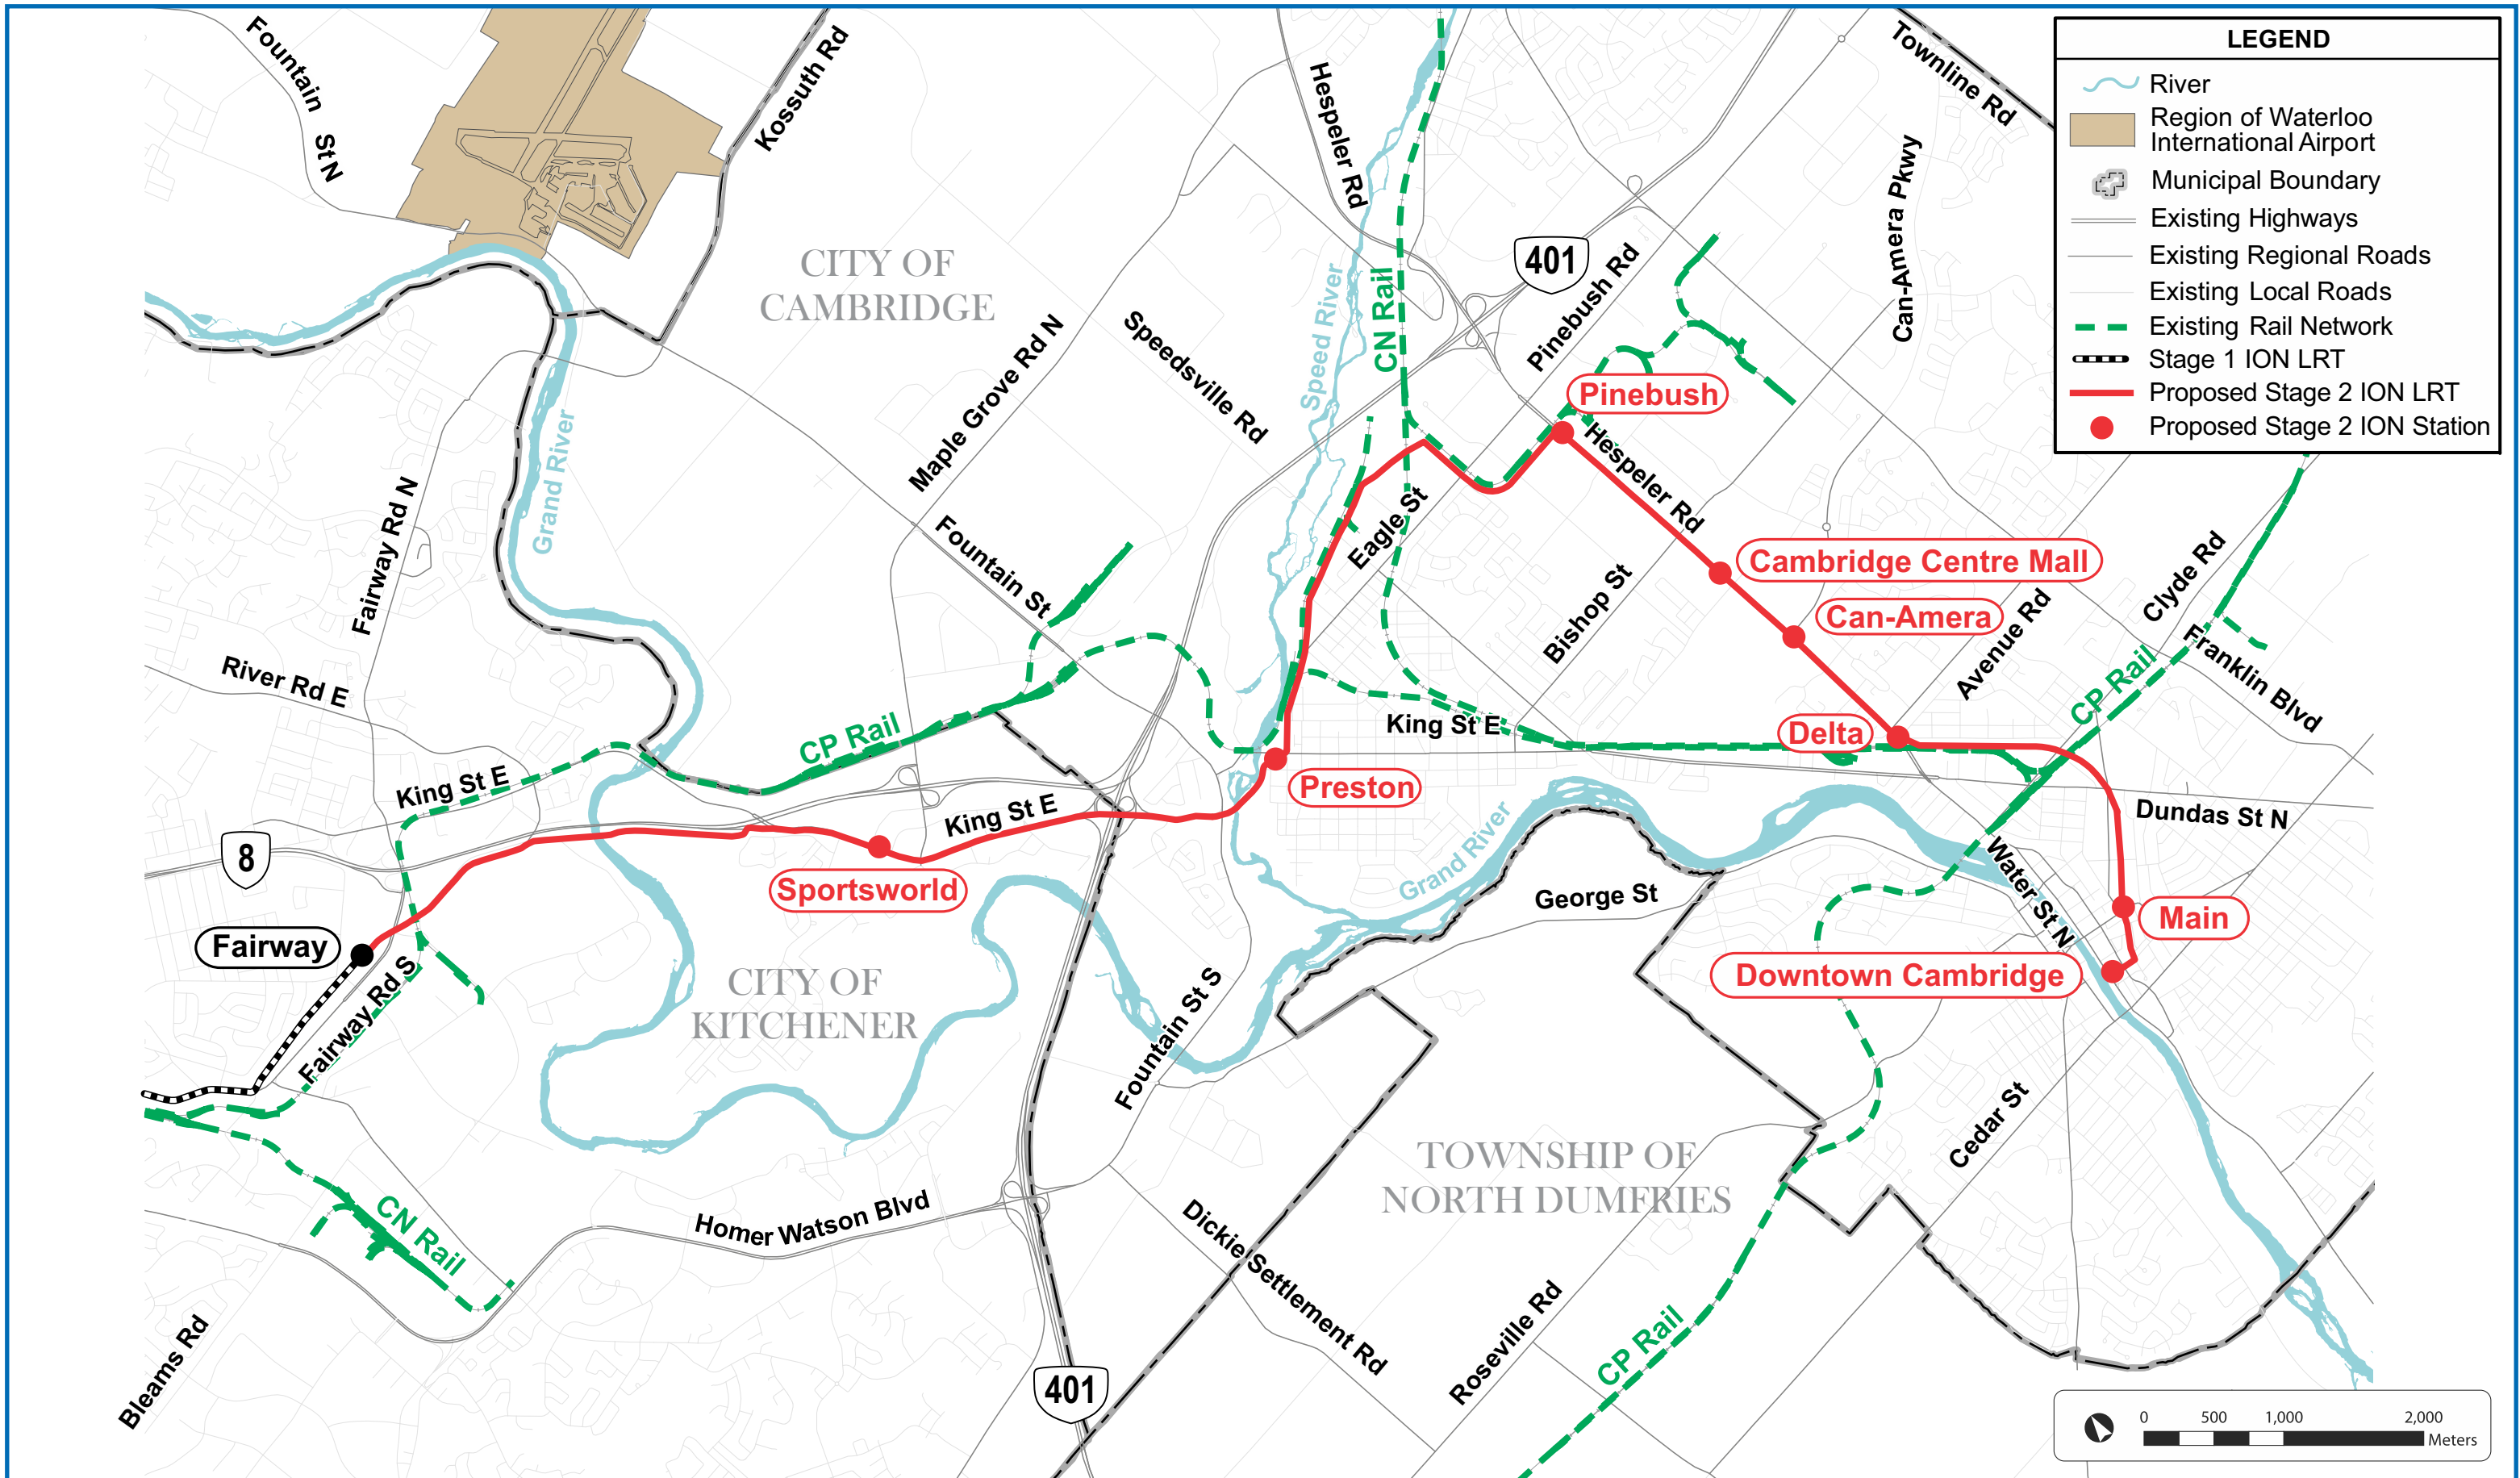 Fountain St N
Kossuth Rd
Hespeler Rd
Townline Rd
LEGEND
River
Region of Waterloo
International Airport
Municipal Boundary
Existing Highways
Existing Regional Roads
Existing Local Roads
Existing Rail Network
Stage 1 ION LRT
Proposed Stage 2 ION LRT
Proposed Stage 2 ION Station
Can-Amera Pkwy
CITY OF
CAMBRIDGE
401
Pinebush Rd
Speed River
CN Rail
Maple Grove Rd N
Speedsville Rd
Pinebush
Hespeler Rd
Grand River
Fairway Rd N
Fountain St
Eagle St
Cambridge Centre Mall
Can-Amera
Bishop St
Avenue Rd
Clyde Rd
Franklin Blvd
CP Rail
River Rd E
CP Rail
King St E
Delta
King St E
Preston
King St E
Dundas St N
8
Sportsworld
Grand River
George St
Water St N
Main
Fairway
Fairway Rd S
Downtown Cambridge
CITY OF
KITCHENER
Fountain St S
Cedar St
TOWNSHIP OF
NORTH DUMFRIES
CN Rail
Homer Watson Blvd
Dickie Settlement Rd
Roseville Rd
CP Rail
Bleams Rd
401
0 500 1,000 2,000
Meters